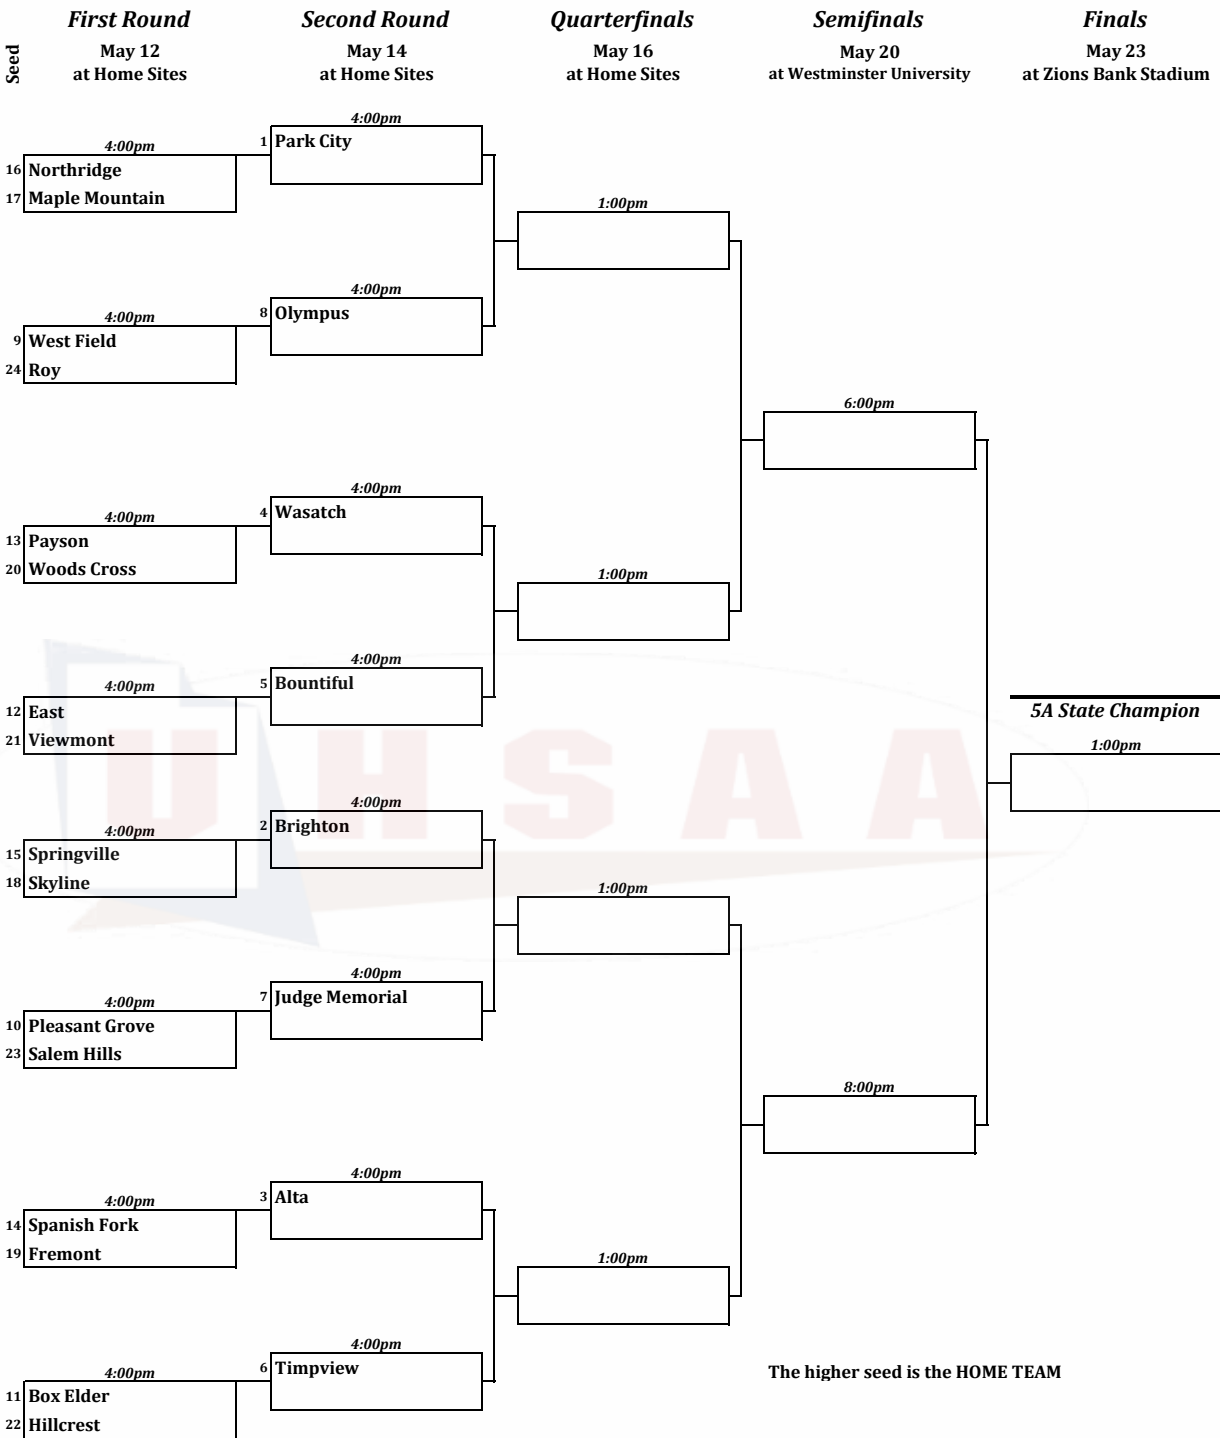 First Round
Second Round
Quarterfinals
Semifinals
Finals
Seed
May 12
at Home Sites
May 14
at Home Sites
May 16
at Home Sites
May 20
at Westminster University
May 23
at Zions Bank Stadium
4:00pm
1 Park City
4:00pm
16 Northridge
17 Maple Mountain
1:00pm
4:00pm
8 Olympus
4:00pm
9 West Field
24 Roy
6:00pm
4:00pm
4 Wasatch
4:00pm
13 Payson
20 Woods Cross
1:00pm
4:00pm
5 Bountiful
4:00pm
12 East
21 Viewmont
5A State Champion
1:00pm
UHSAA
4:00pm
2 Brighton
4:00pm
15 Springville
18 Skyline
1:00pm
4:00pm
7 Judge Memorial
4:00pm
10 Pleasant Grove
23 Salem Hills
8:00pm
4:00pm
3 Alta
4:00pm
14 Spanish Fork
19 Fremont
1:00pm
4:00pm
6 Timpview
4:00pm
11 Box Elder
22 Hillcrest
The higher seed is the HOME TEAM